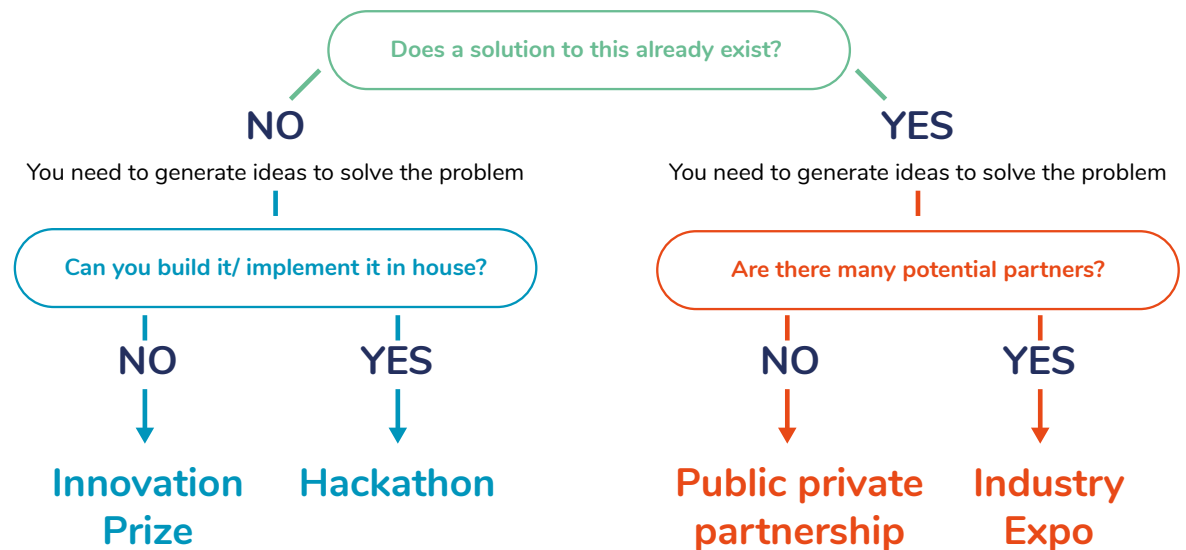 Does a solution to this already exist?
NO
YES
You need to generate ideas to solve the problem
You need to generate ideas to solve the problem
Can you build it/ implement it in house?
Are there many potential partners?
NO
YES
NO
YES
Innovation
Prize
Hackathon
Public private
partnership
Industry
Expo